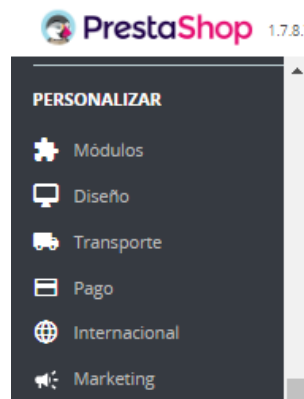 PrestaShop 1.7.8.
PERSONALIZAR
Módulos
Diseño
Transporte
Pago
Internacional
Marketing